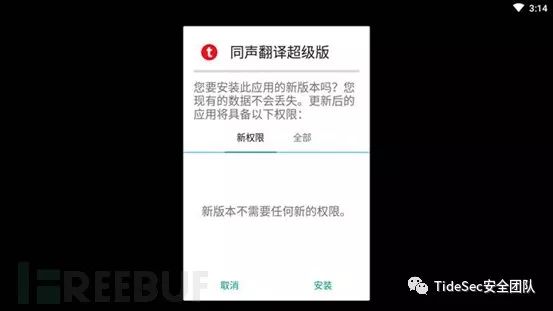 3:14
t
同声翻译超级版
您要安装此应用的新版本吗？您
现有的数据不会丢失。更新后的
应用将具备以下权限：
新权限 全部
新版本不需要任何新的权限。
取消 安装
FREEBUF
TideSec安全团队